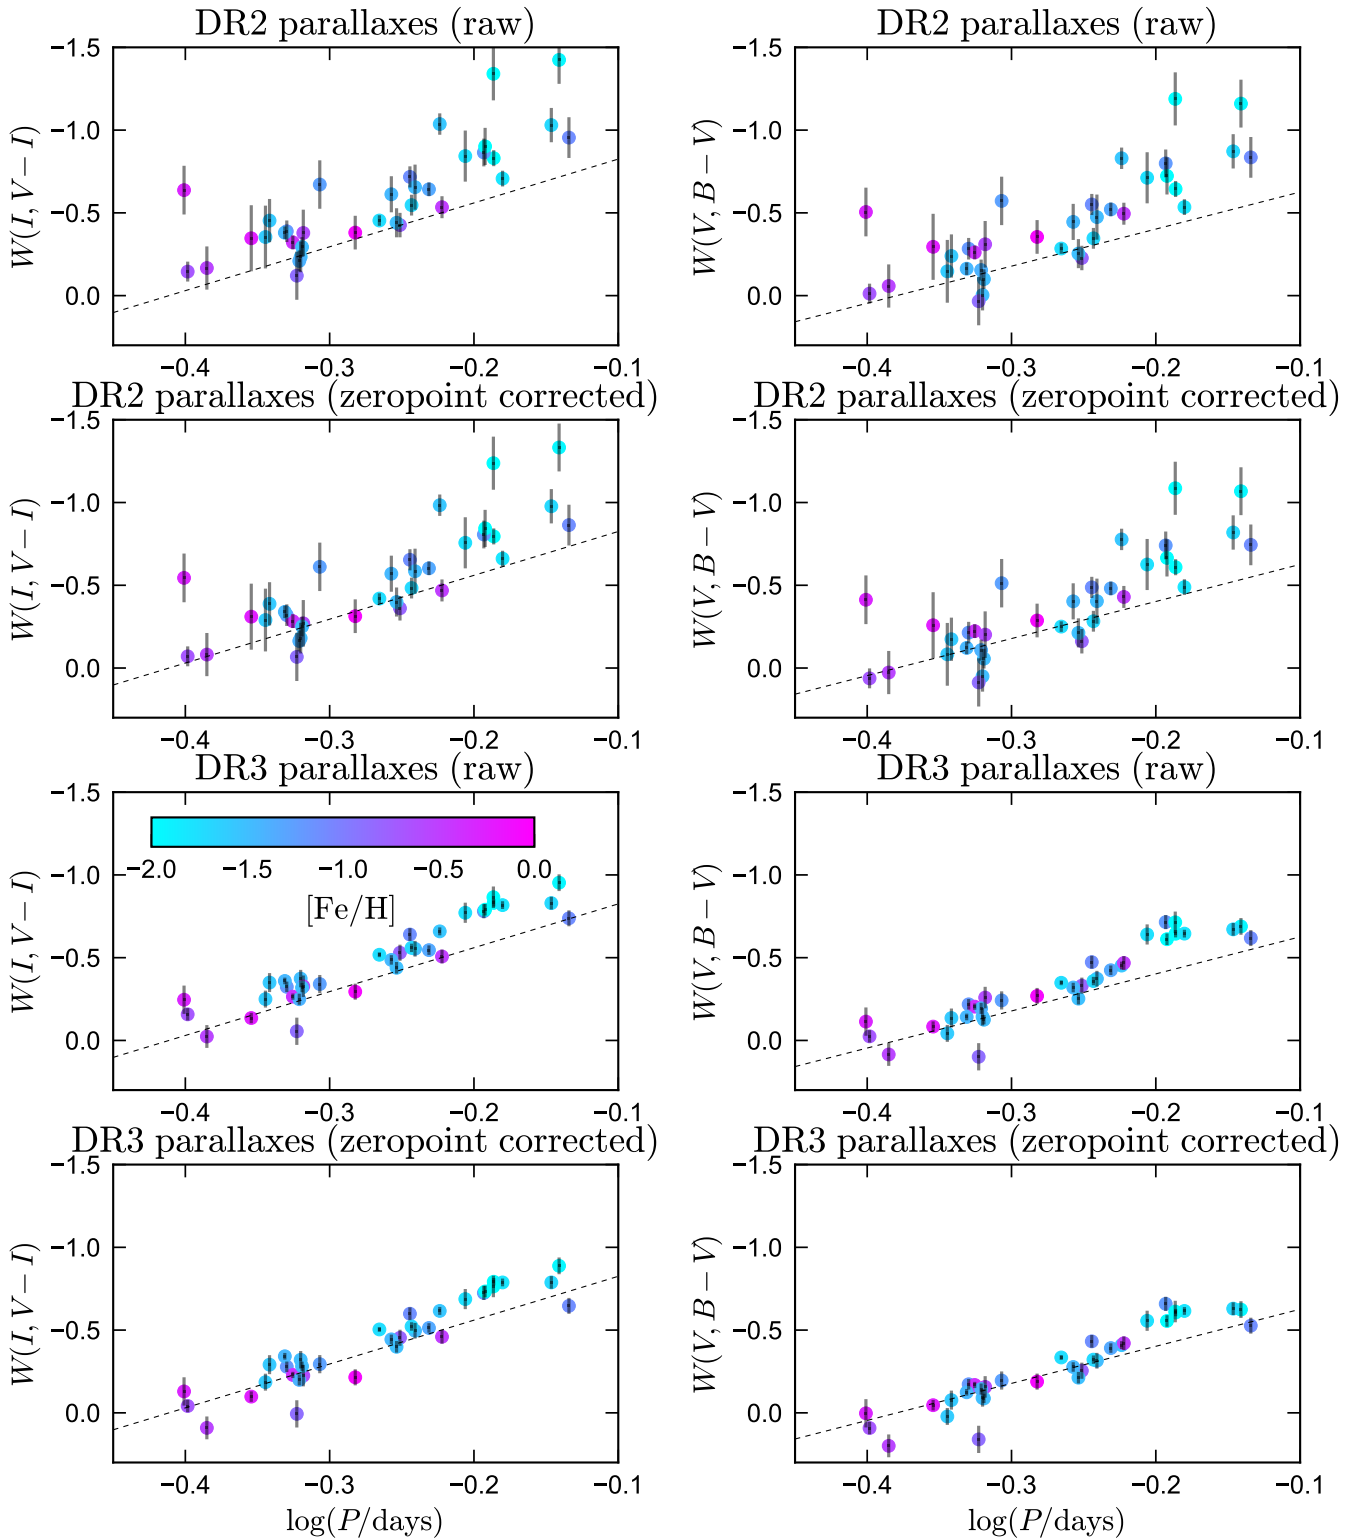 DR2 parallaxes (raw)
DR2 parallaxes (raw)
−1.5
−1.0
−0.5
0.0
W(I, V − I)
−0.4 −0.3 −0.2 −0.1
−1.5
−1.0
−0.5
0.0
W(V, B − V)
−0.4 −0.3 −0.2 −0.1
DR2 parallaxes (zeropoint corrected)
DR2 parallaxes (zeropoint corrected)
−1.5
−1.0
−0.5
0.0
W(I, V − I)
−0.4 −0.3 −0.2 −0.1
−1.5
−1.0
−0.5
0.0
W(V, B − V)
−0.4 −0.3 −0.2 −0.1
DR3 parallaxes (raw)
DR3 parallaxes (raw)
−1.5
−1.0
−0.5
0.0
W(I, V − I)
−2.0 −1.5 −1.0 −0.5 0.0
[Fe/H]
−0.4 −0.3 −0.2 −0.1
−1.5
−1.0
−0.5
0.0
W(V, B − V)
−0.4 −0.3 −0.2 −0.1
DR3 parallaxes (zeropoint corrected)
DR3 parallaxes (zeropoint corrected)
−1.5
−1.0
−0.5
0.0
W(I, V − I)
−0.4 −0.3 −0.2 −0.1
log(P/days)
−1.5
−1.0
−0.5
0.0
W(V, B − V)
−0.4 −0.3 −0.2 −0.1
log(P/days)